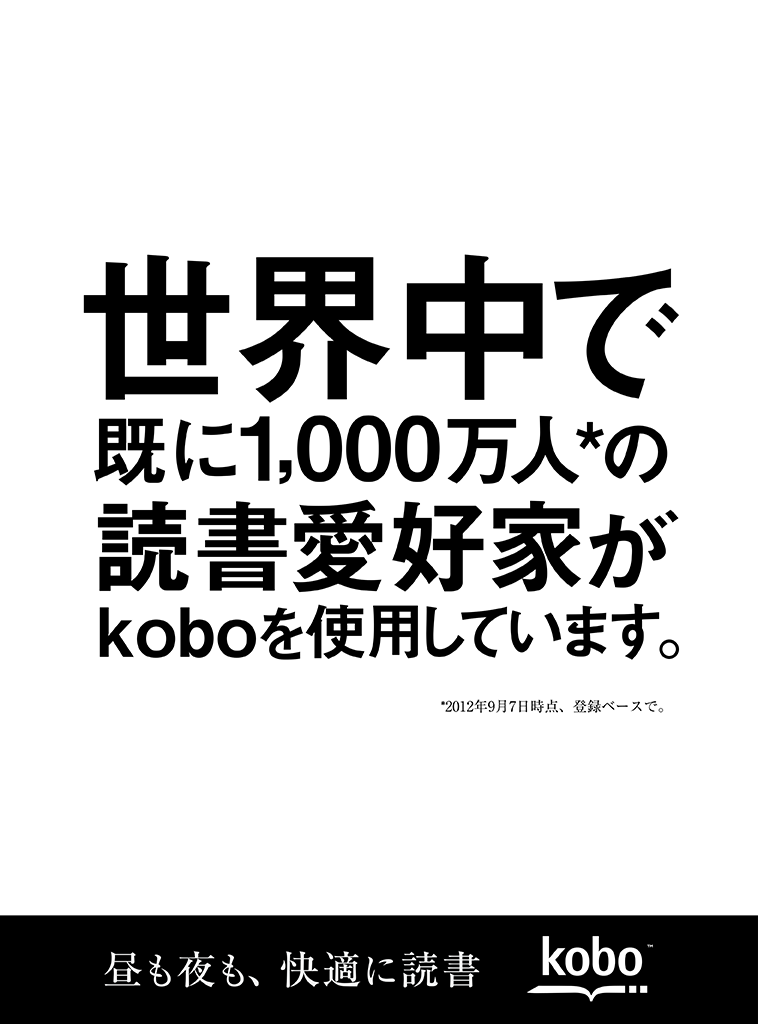 世界中で
既に1,000万人*の
読書愛好家が
koboを使用しています。
*2012年9月7日時点、登録ベースで。
昼も夜も、快適に読書
kobo™